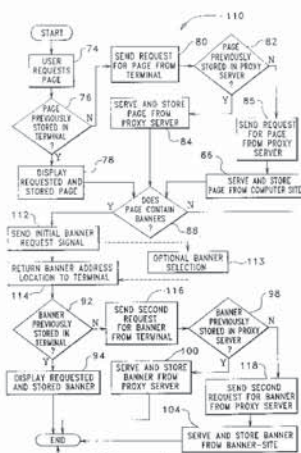 110
START
74
USER
REQUESTS
PAGE
76
PAGE
PREVIOUSLY
STORED IN
TERMINAL
?
N
Y
78
DISPLAY
REQUESTED
AND STORED PAGE
80
SEND REQUEST
FOR PAGE FROM
TERMINAL
82
PAGE
PREVIOUSLY
STORED IN PROXY
SERVER
?
N
Y
SERVE AND STORE
PAGE FROM
PROXY SERVER
84
85
SEND REQUEST
FOR PAGE FROM
PROXY SERVER
86
SERVE AND STORE
PAGE FROM COMPUTER SITE
DOES
PAGE CONTAIN
BANNERS
?
88
Y
N
112
SEND INITIAL BANNER
REQUEST SIGNAL
OPTIONAL BANNER
SELECTION
113
RETURN BANNER ADDRESS
LOCATION TO TERMINAL
114
92
BANNER
PREVIOUSLY
STORED IN
TERMINAL
?
N
Y
94
DISPLAY REQUESTED
AND STORED BANNER
116
SEND SECOND
REQUEST FOR
BANNER FROM
TERMINAL
98
BANNER
PREVIOUSLY
STORED IN PROXY
SERVER
?
N
Y
100
SERVE AND STORE
BANNER FROM
PROXY SERVER
118
SEND SECOND
REQUEST FOR BANNER
FROM PROXY SERVER
104
SERVE AND STORE BANNER
FROM BANNER-SITE
END